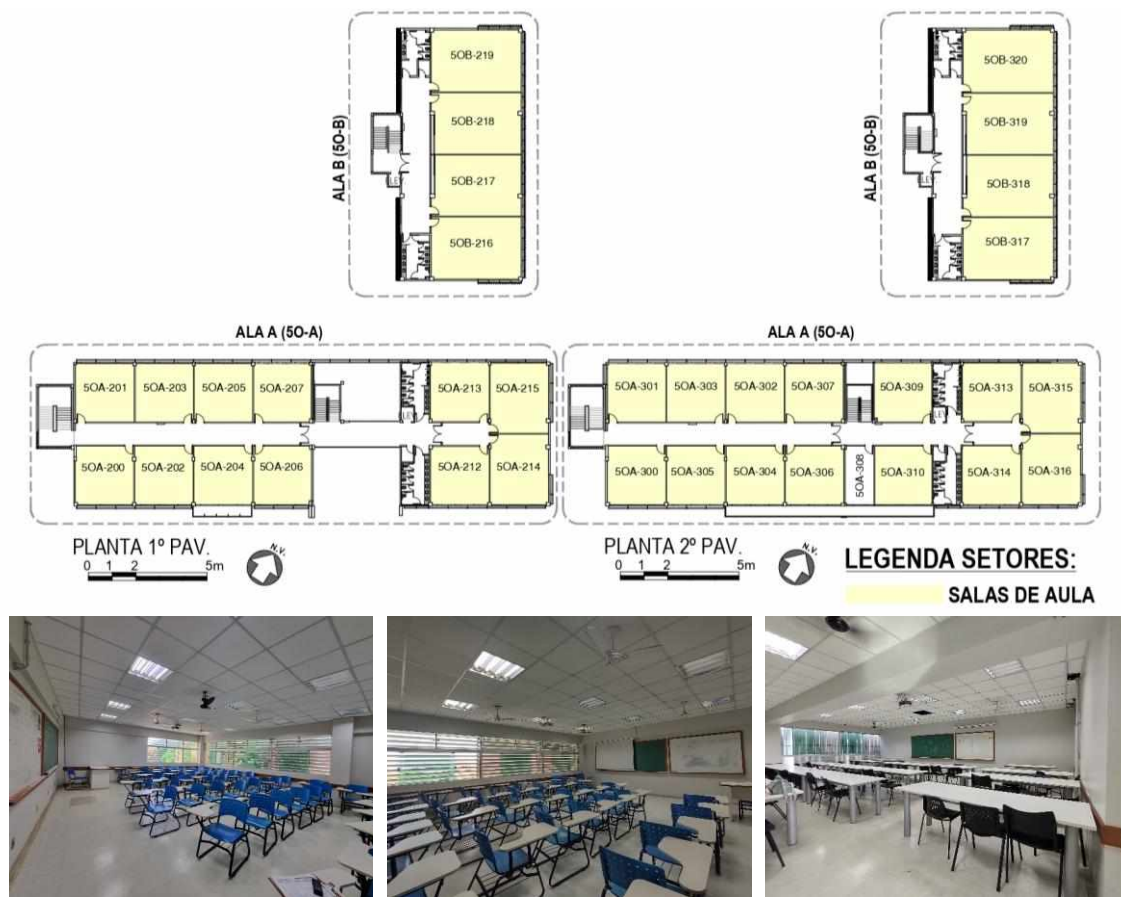 5OB-219
5OB-218
5OB-217
5OB-216
ELEV
ALA B (5O-B)
5OB-320
5OB-319
5OB-318
5OB-317
ELEV
ALA B (5O-B)
ALA A (5O-A)
5OA-201 5OA-203 5OA-205 5OA-207 5OA-213 5OA-215
ELEV
5OA-200 5OA-202 5OA-204 5OA-206 5OA-212 5OA-214
ALA A (5O-A)
5OA-301 5OA-303 5OA-302 5OA-307 5OA-309 5OA-313 5OA-315
ELEV
5OA-300 5OA-305 5OA-304 5OA-306 5OA-308 5OA-310 5OA-314 5OA-316
PLANTA 1º PAV.
0 1 2 5m
N.V.
PLANTA 2º PAV.
0 1 2 5m
N.V.
LEGENDA SETORES:
SALAS DE AULA